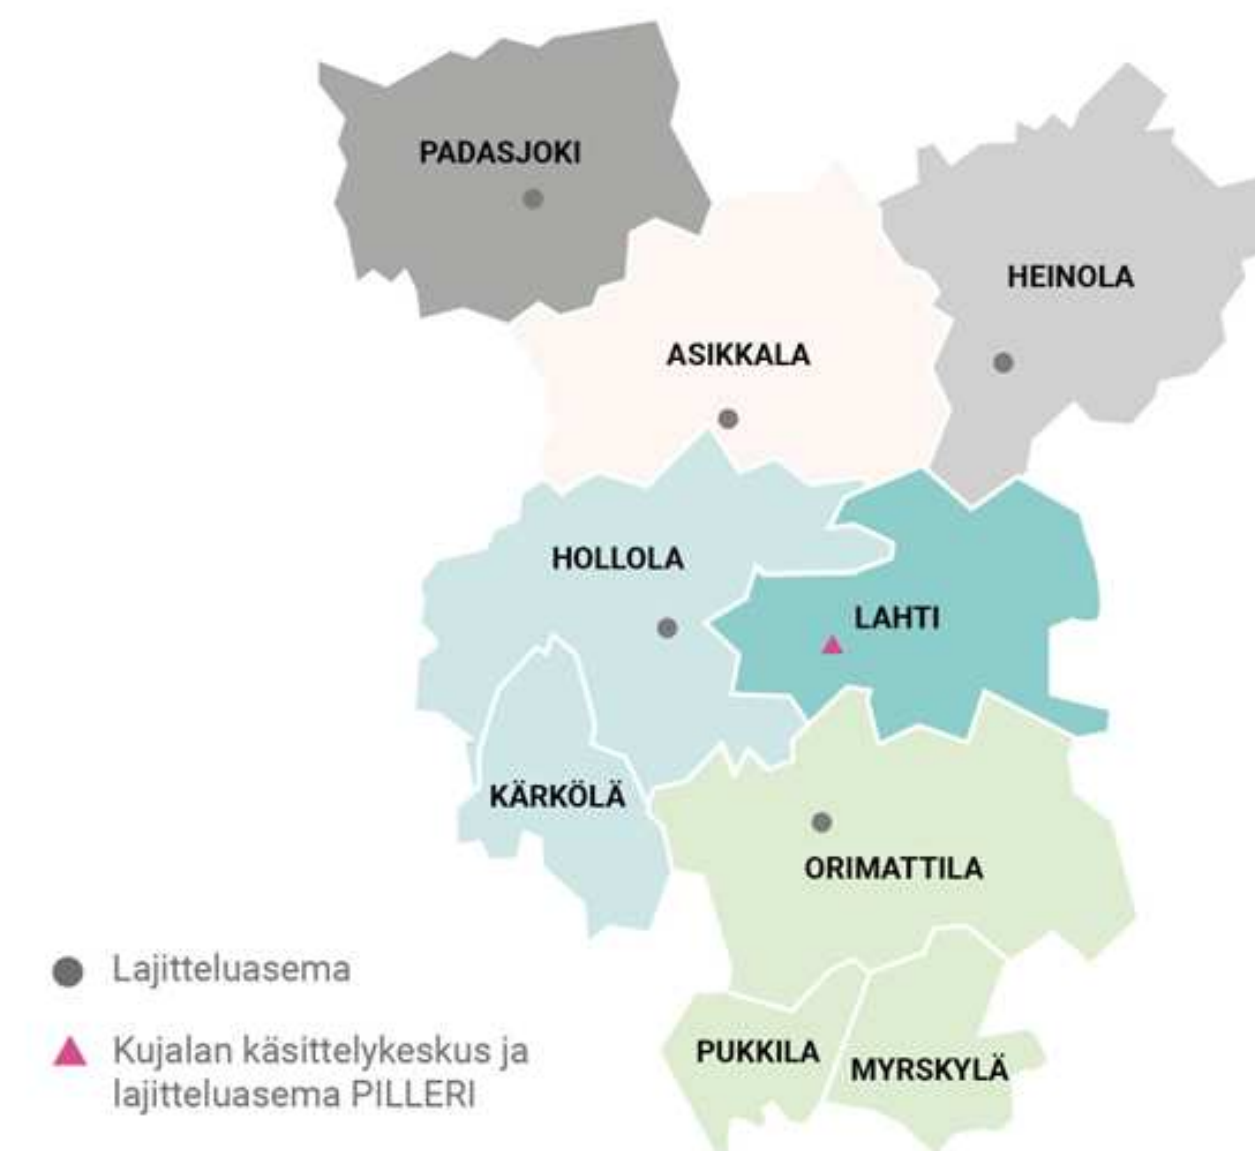 PADASJOKI
HEINOLA
ASIKKALA
HOLLOLA
LAHTI
KÄRKÖLÄ
ORIMATTILA
Lajitteluasema
PUKKILA
MYRSKYLÄ
Kujalan käsittelykeskus ja
lajitteluasema PILLERI